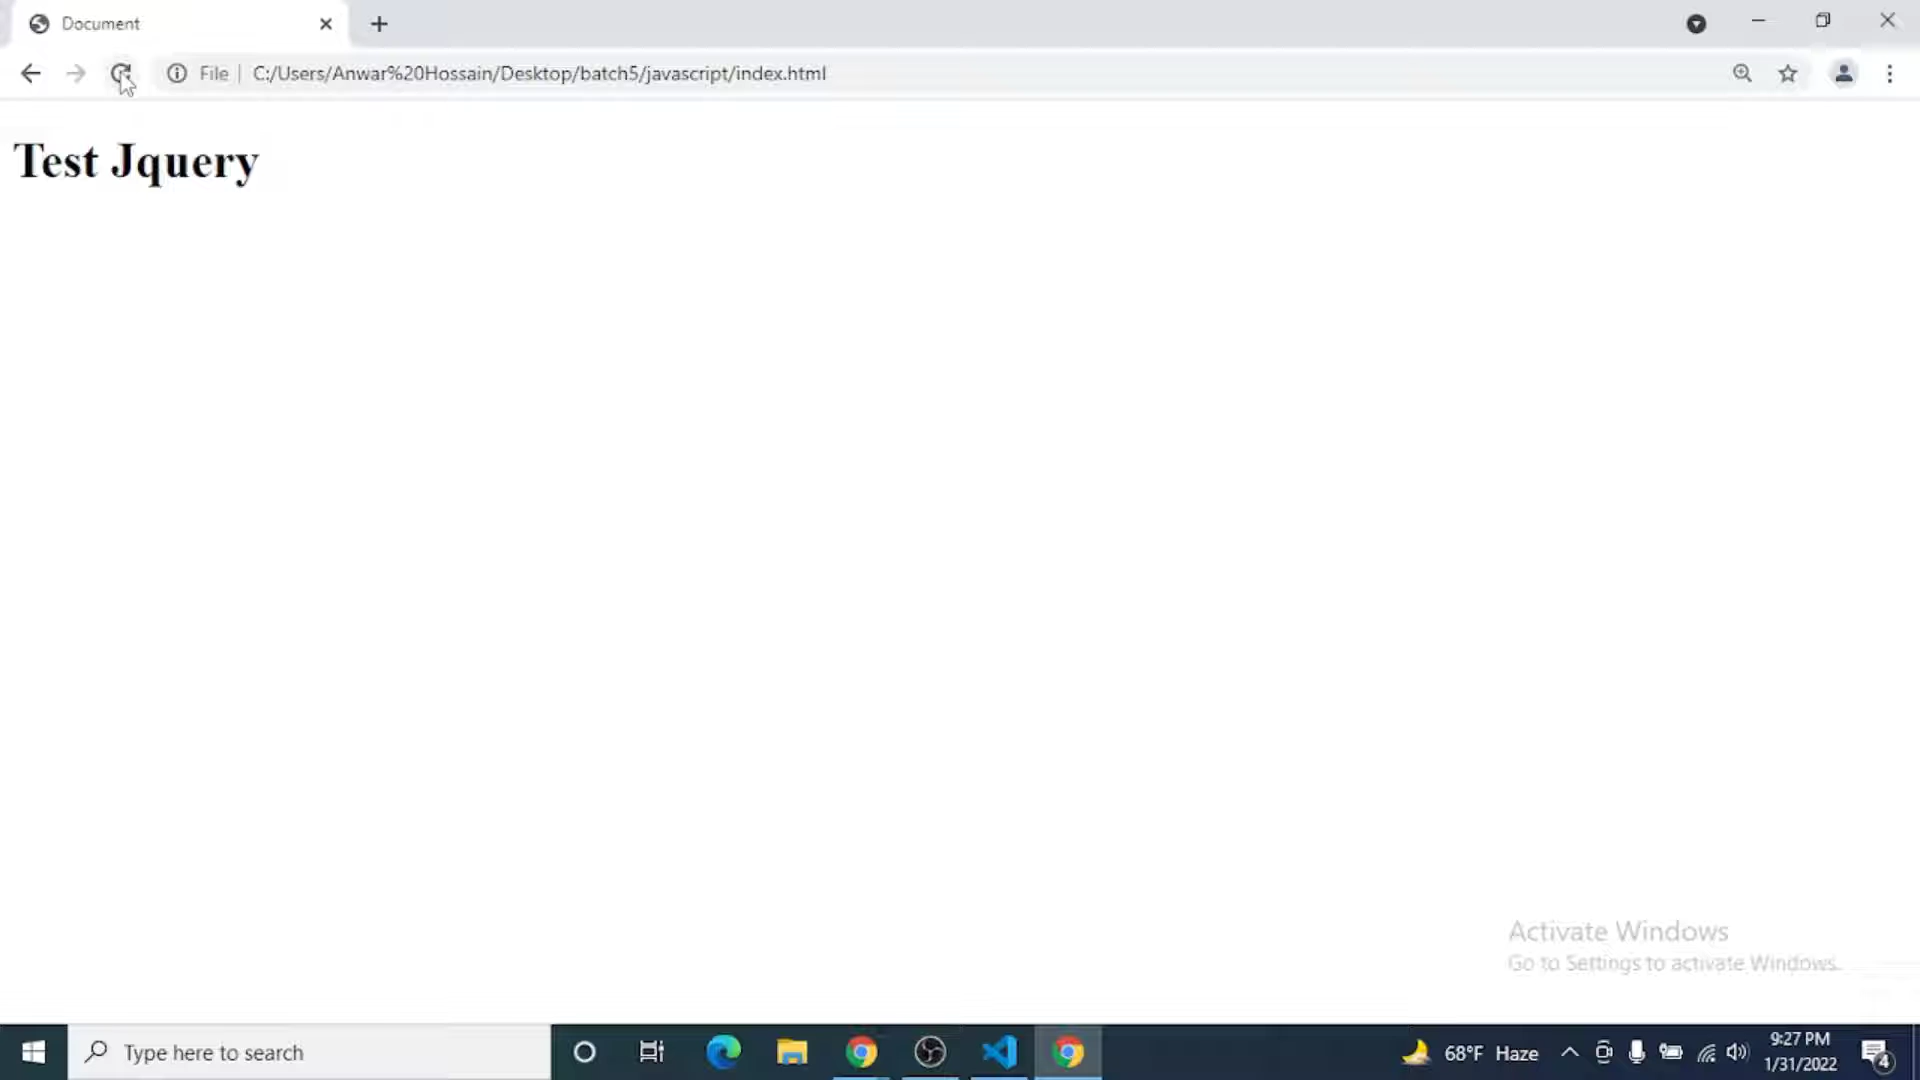 Document
File
C:/Users/Anwar%20Hossain/Desktop/batch5/javascript/index.html
Test Jquery
Activate Windows
Go to Settings to activate Windows.
Type here to search
68°F Haze
9:27 PM
1/31/2022
4